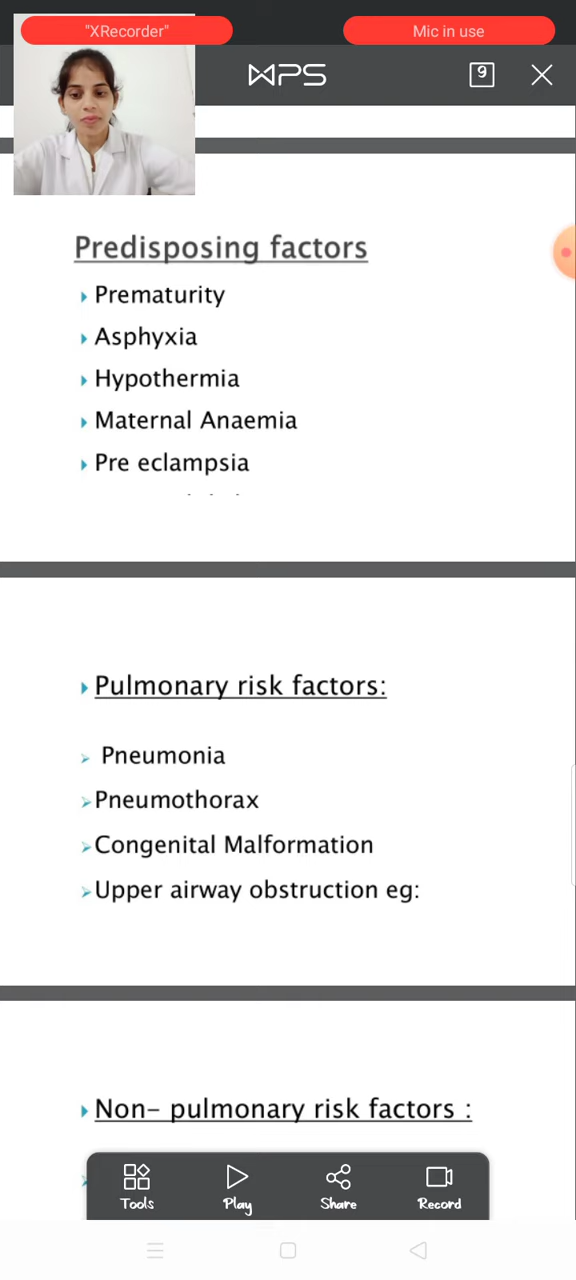 "XRecorder"
Mic in use
WPS
9
Predisposing factors
Prematurity
Asphyxia
Hypothermia
Maternal Anaemia
Pre eclampsia
Pulmonary risk factors:
Pneumonia
Pneumothorax
Congenital Malformation
Upper airway obstruction eg:
Non- pulmonary risk factors :
Tools
Play
Share
Record